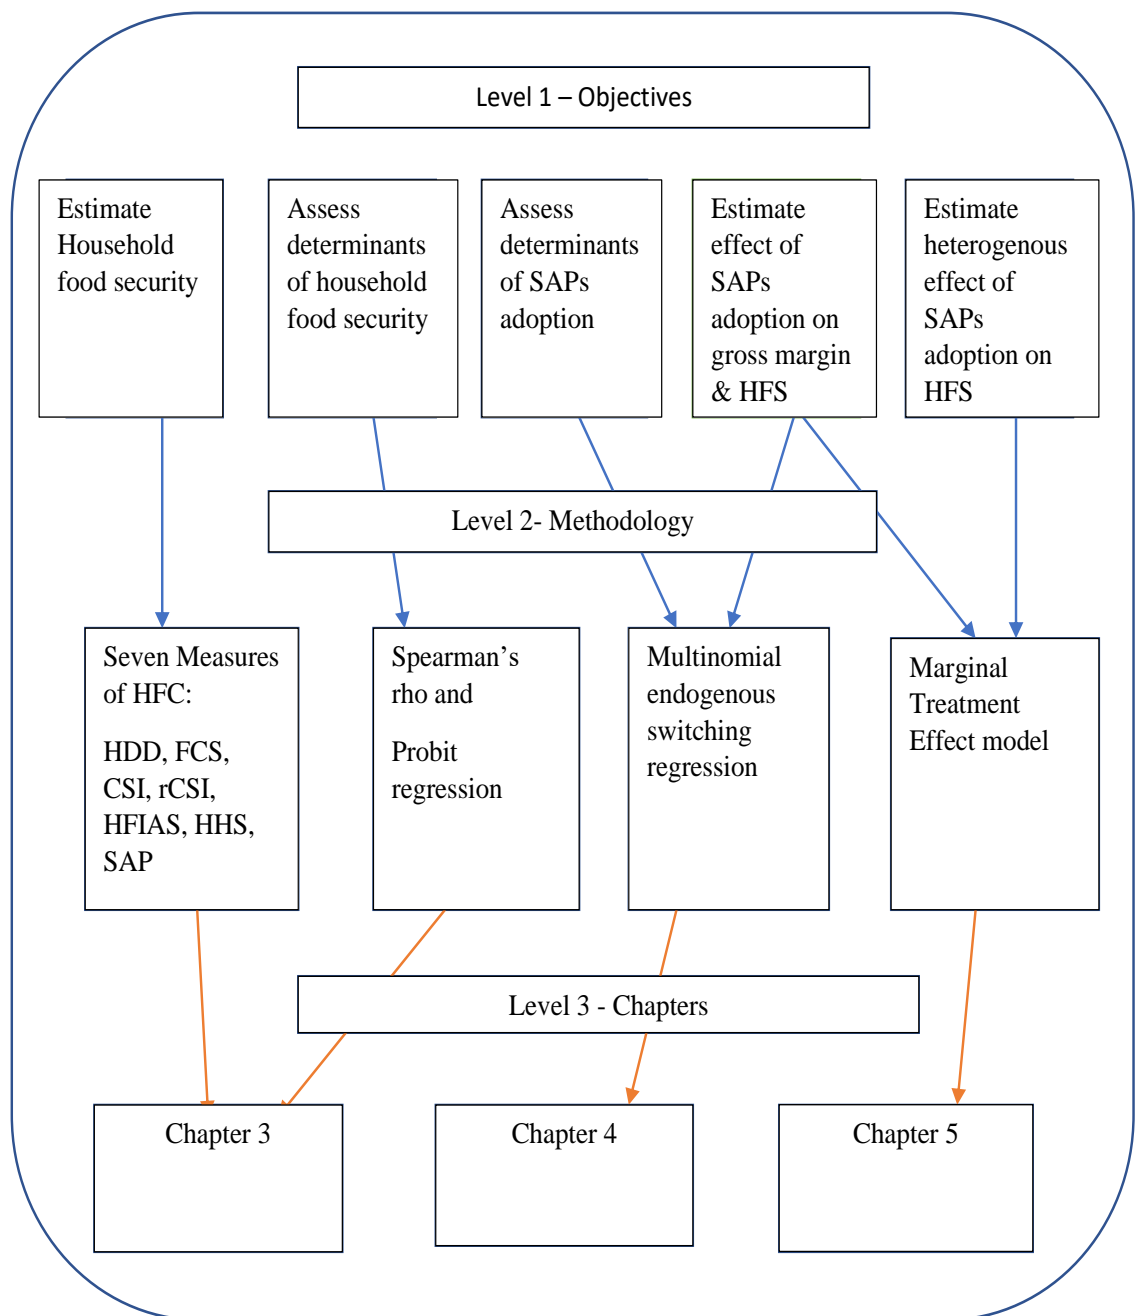 Level 1 – Objectives
Estimate
Household
food security
Assess
determinants
of household
food security
Assess
determinants
of SAPs
adoption
Estimate
effect of
SAPs
adoption on
gross margin
& HFS
Estimate
heterogenous
effect of
SAPs
adoption on
HFS
Level 2- Methodology
Seven Measures
of HFC:
HDD, FCS,
CSI, rCSI,
HFIAS, HHS,
SAP
Spearman’s
rho and
Probit
regression
Multinomial
endogenous
switching
regression
Marginal
Treatment
Effect model
Level 3 - Chapters
Chapter 3
Chapter 4
Chapter 5